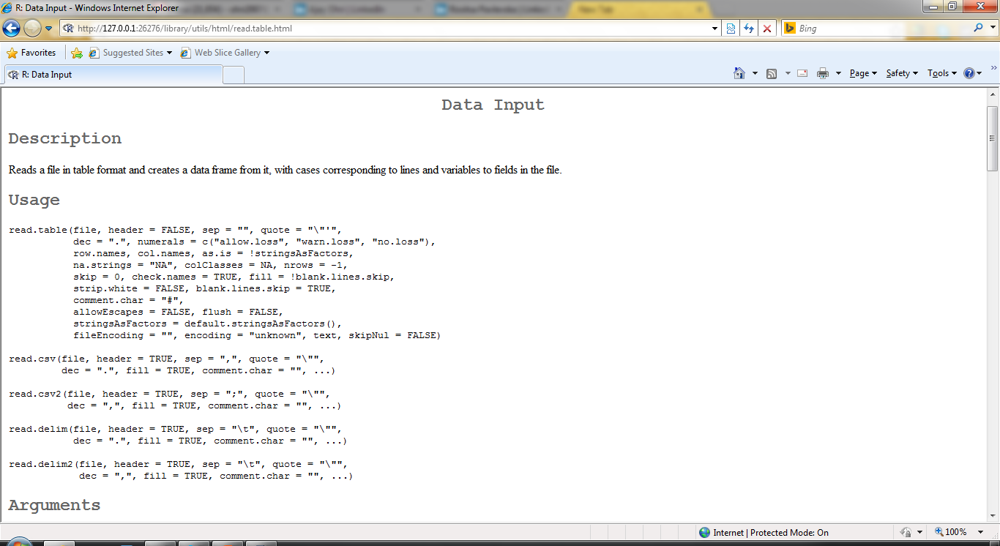 R: Data Input - Windows Internet Explorer
New Tab
http://127.0.0.1:26276/library/utils/html/read.table.html
Bing
Favorites Suggested Sites Web Slice Gallery
R: Data Input
Page Safety Tools
Data Input
Description
Reads a file in table format and creates a data frame from it, with cases corresponding to lines and variables to fields in the file.
Usage
read.table(file, header = FALSE, sep = "", quote = "\"'",
           dec = ".", numerals = c("allow.loss", "warn.loss", "no.loss"),
           row.names, col.names, as.is = !stringsAsFactors,
           na.strings = "NA", colClasses = NA, nrows = -1,
           skip = 0, check.names = TRUE, fill = !blank.lines.skip,
           strip.white = FALSE, blank.lines.skip = TRUE,
           comment.char = "#",
           allowEscapes = FALSE, flush = FALSE,
           stringsAsFactors = default.stringsAsFactors(),
           fileEncoding = "", encoding = "unknown", text, skipNul = FALSE)
read.csv(file, header = TRUE, sep = ",", quote = "\"",
         dec = ".", fill = TRUE, comment.char = "", ...)
read.csv2(file, header = TRUE, sep = ";", quote = "\"",
          dec = ",", fill = TRUE, comment.char = "", ...)
read.delim(file, header = TRUE, sep = "\t", quote = "\"",
           dec = ".", fill = TRUE, comment.char = "", ...)
read.delim2(file, header = TRUE, sep = "\t", quote = "\"",
            dec = ",", fill = TRUE, comment.char = "", ...)
Arguments
Internet | Protected Mode: On
100%